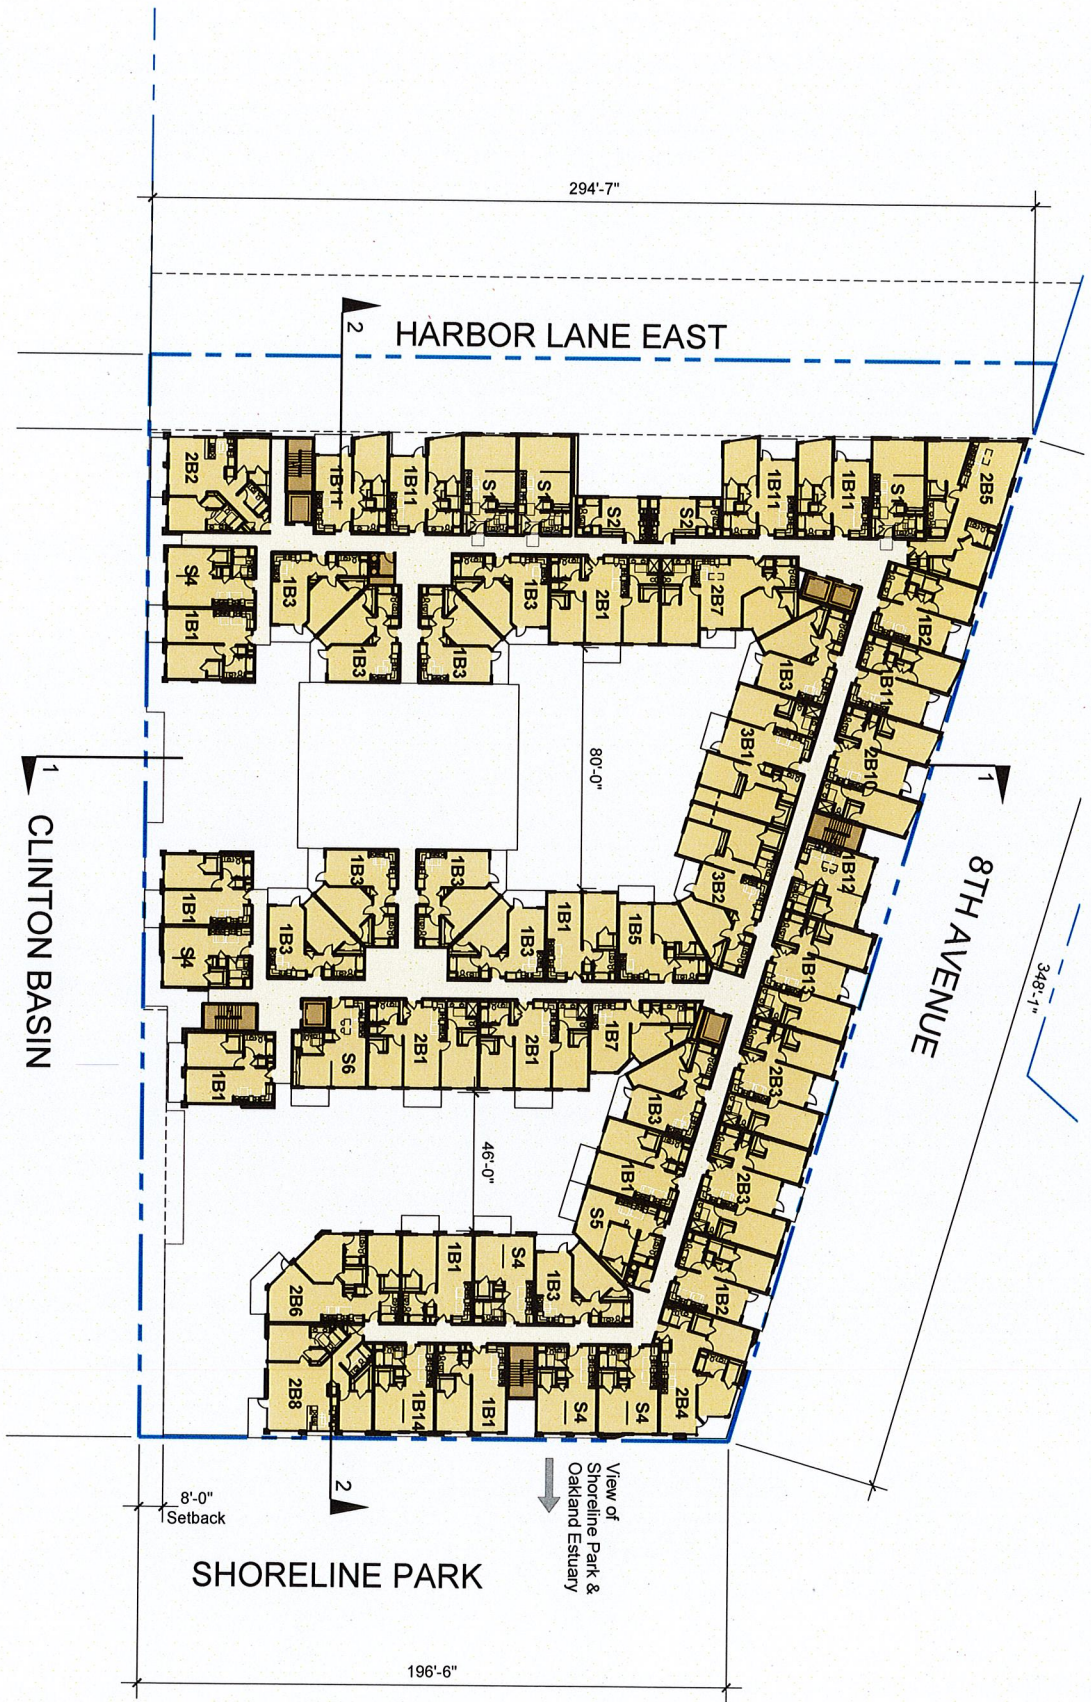 294'-7"
2
HARBOR LANE EAST
2B2
1B11
1B11
S1
S1
S2
S2
1B11
1B11
S1
2B5
S4
1B1
1B3
1B3
1B3
1B3
2B1
2B7
1B2
1B3
1B11
3B1
2B10
80'-0"
1
1
CLINTON BASIN
8TH AVENUE
348'-1"
1B12
3B2
1B13
1B3
1B3
1B1
S4
1B3
1B3
1B1
1B5
1B1
S6
2B1
2B1
1B7
2B3
1B3
2B3
1B1
S5
46'-0"
1B2
2B6
1B1
S4
1B3
2B8
1B14
1B1
S4
S4
2B4
2
View of
Shoreline Park &
Oakland Estuary
8'-0"
Setback
SHORELINE PARK
196'-6"